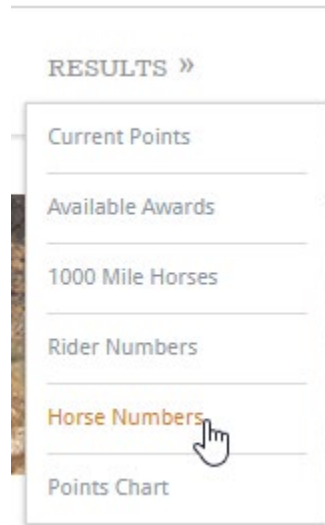 RESULTS »
Current Points
Available Awards
1000 Mile Horses
Rider Numbers
Horse Numbers
Points Chart